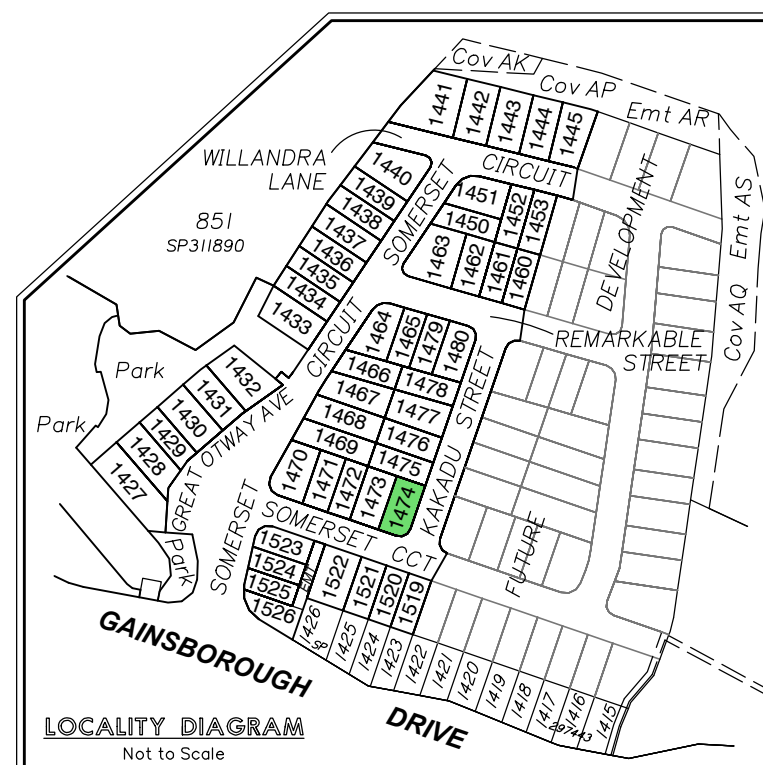 Cov AK
Cov AP
Emt AR
1441
1442
1443
1444
1445
WILLANDRA
LANE
1440
CIRCUIT
DEVELOPMENT
Emt AS
1439
1438
1437
1436
1435
1434
1433
851
SP311890
SOMERSET
1451
1452
1453
1450
1463
1462
1461
1460
Cov AQ
CIRCUIT
1464
1465
1479
1480
REMARKABLE
STREET
Park
1432
1431
1430
1429
1428
1427
1466
1478
1467
1477
1468
1476
1469
1475
1470
1471
1472
1473
1474
KAKADU STREET
Park
GREAT OTWAY AVE
SOMERSET
SOMERSET CCT
FUTURE
Park
1523
1524
1525
1526
EMT
1522
1521
1520
1519
1426
SP
1425
1424
1423
1422
1421
1420
1419
1418
1417
1416
1415
297443
GAINSBOROUGH
DRIVE
LOCALITY DIAGRAM
Not to Scale